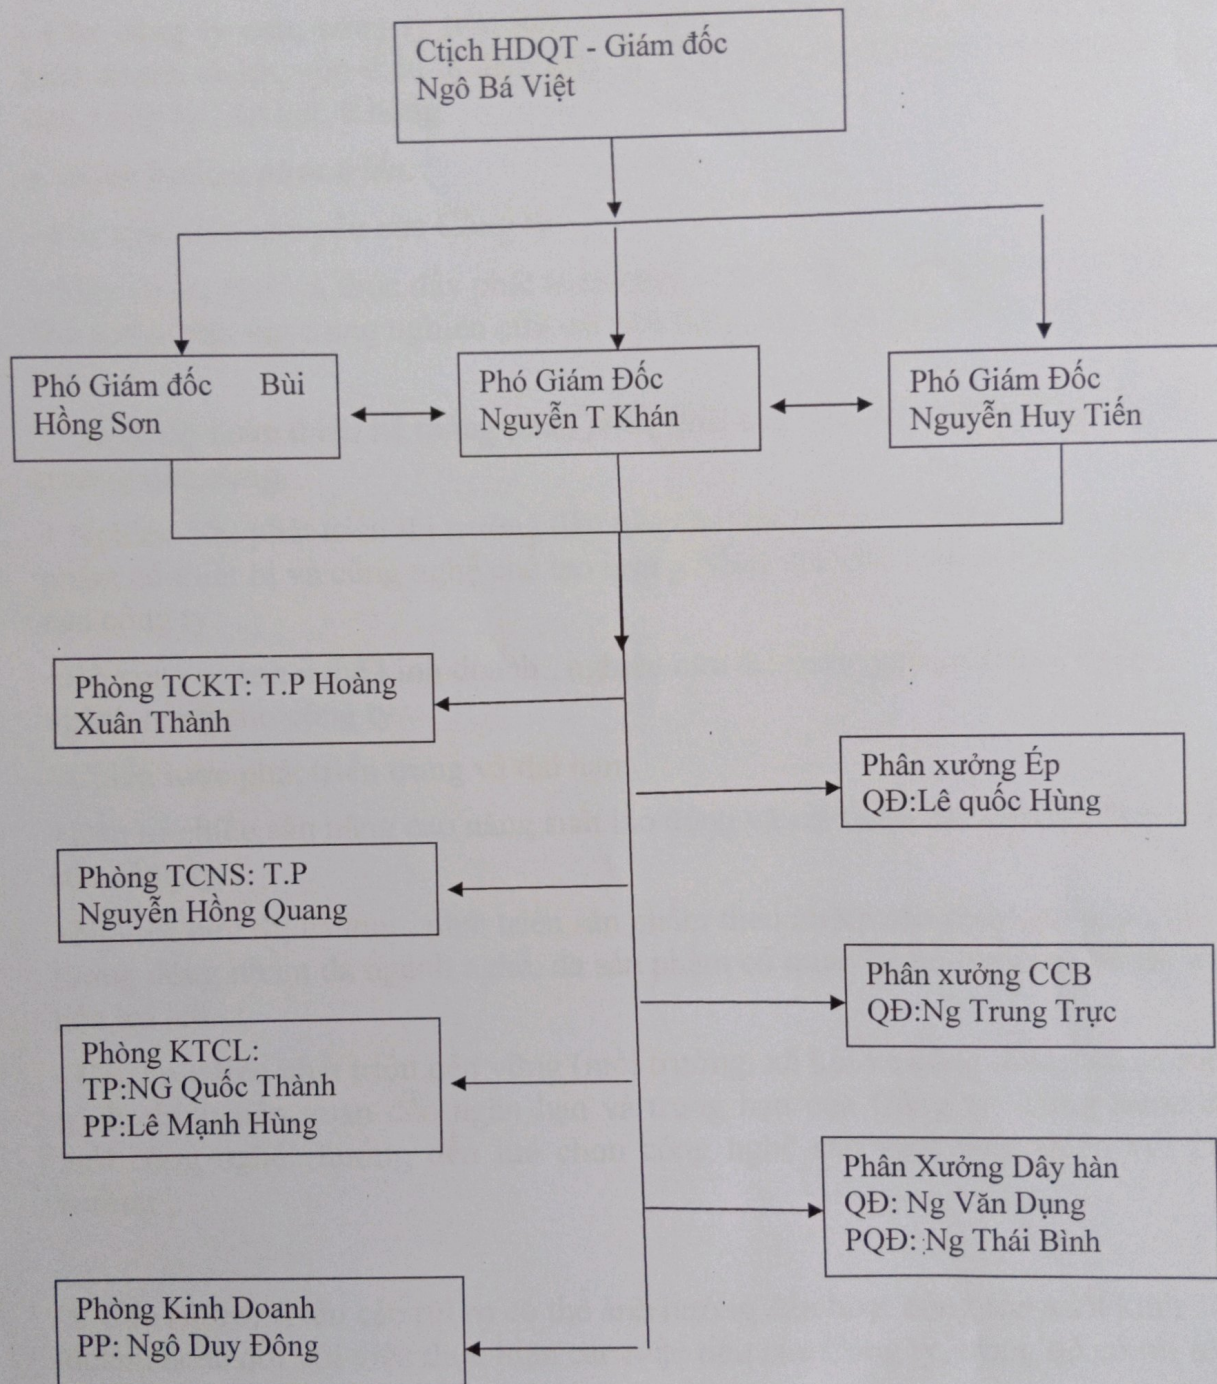 Ctịch HDQT - Giám đốc
Ngô Bá Việt
Phó Giám đốc Bùi
Hồng Sơn
Phó Giám Đốc
Nguyễn T Khán
Phó Giám Đốc
Nguyễn Huy Tiến
Phòng TCKT: T.P Hoàng
Xuân Thành
Phân xưởng Ép
QĐ:Lê quốc Hùng
Phòng TCNS: T.P
Nguyễn Hồng Quang
Phân xưởng CCB
QĐ:Ng Trung Trực
Phòng KTCL:
TP:NG Quốc Thành
PP:Lê Mạnh Hùng
Phân Xưởng Dây hàn
QĐ: Ng Văn Dụng
PQĐ: Ng Thái Bình
Phòng Kinh Doanh
PP: Ngô Duy Đông